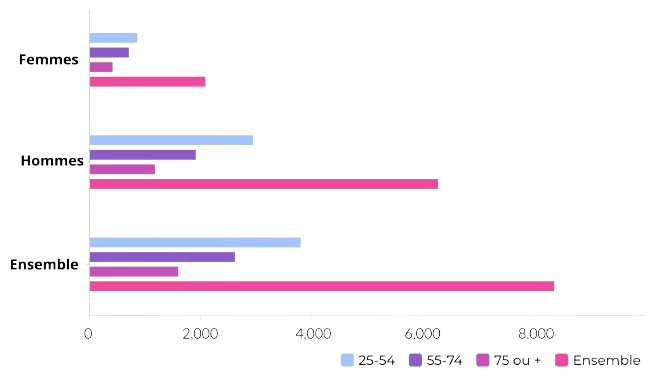 Femmes
Hommes
Ensemble
0 2,000 4,000 6,000 8,000
25-54 55-74 75 ou + Ensemble